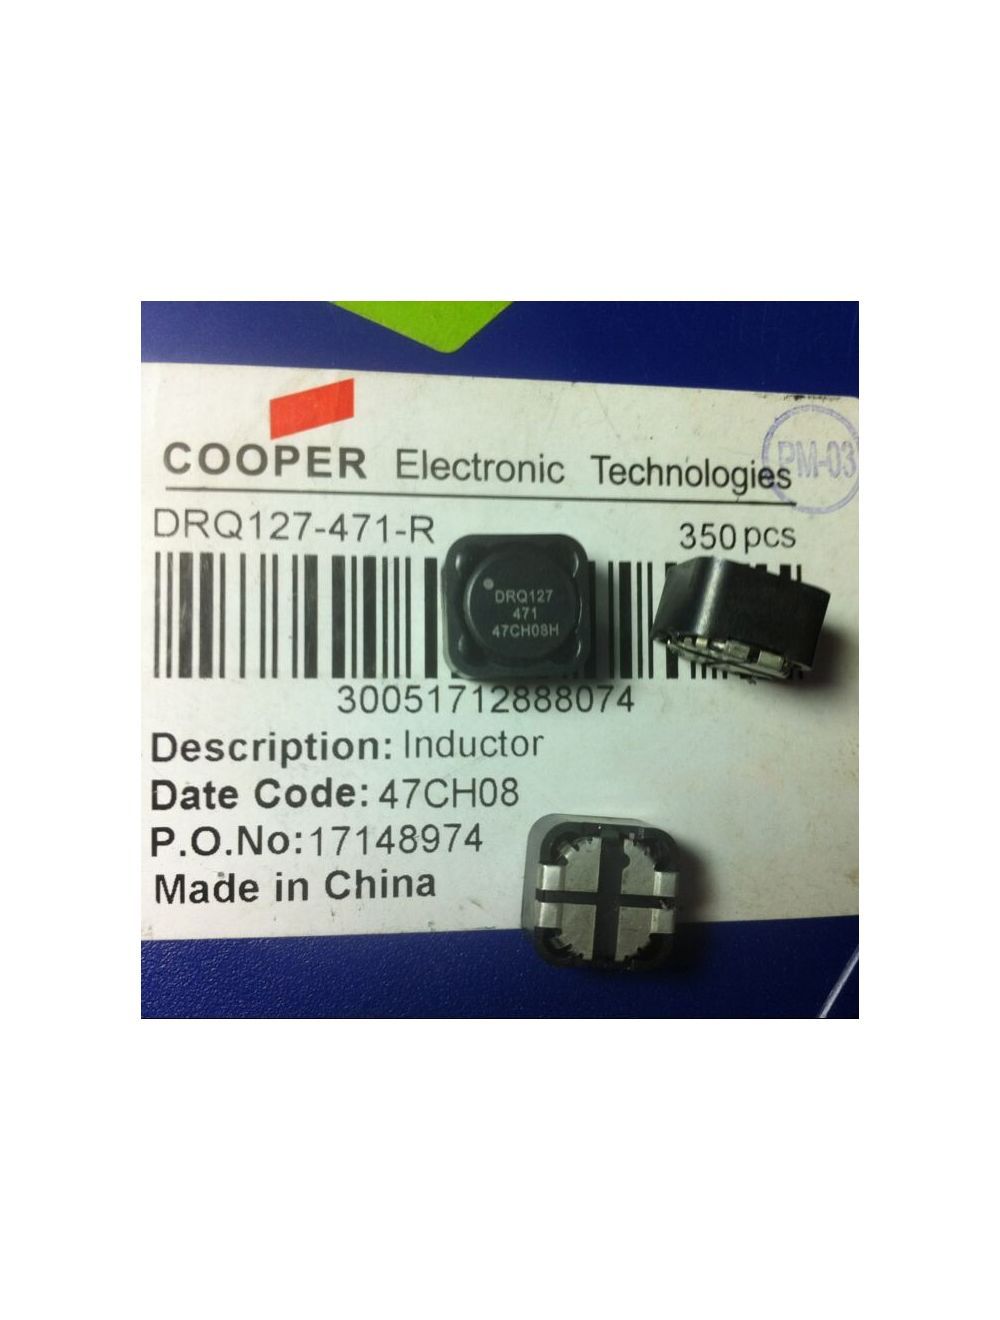 COOPER Electronic Technologies
PM-03
DRQ127-471-R
350 pcs
DRQ127
471
47CH08H
30051712888074
Description: Inductor
Date Code: 47CH08
P.O.No:17148974
Made in China